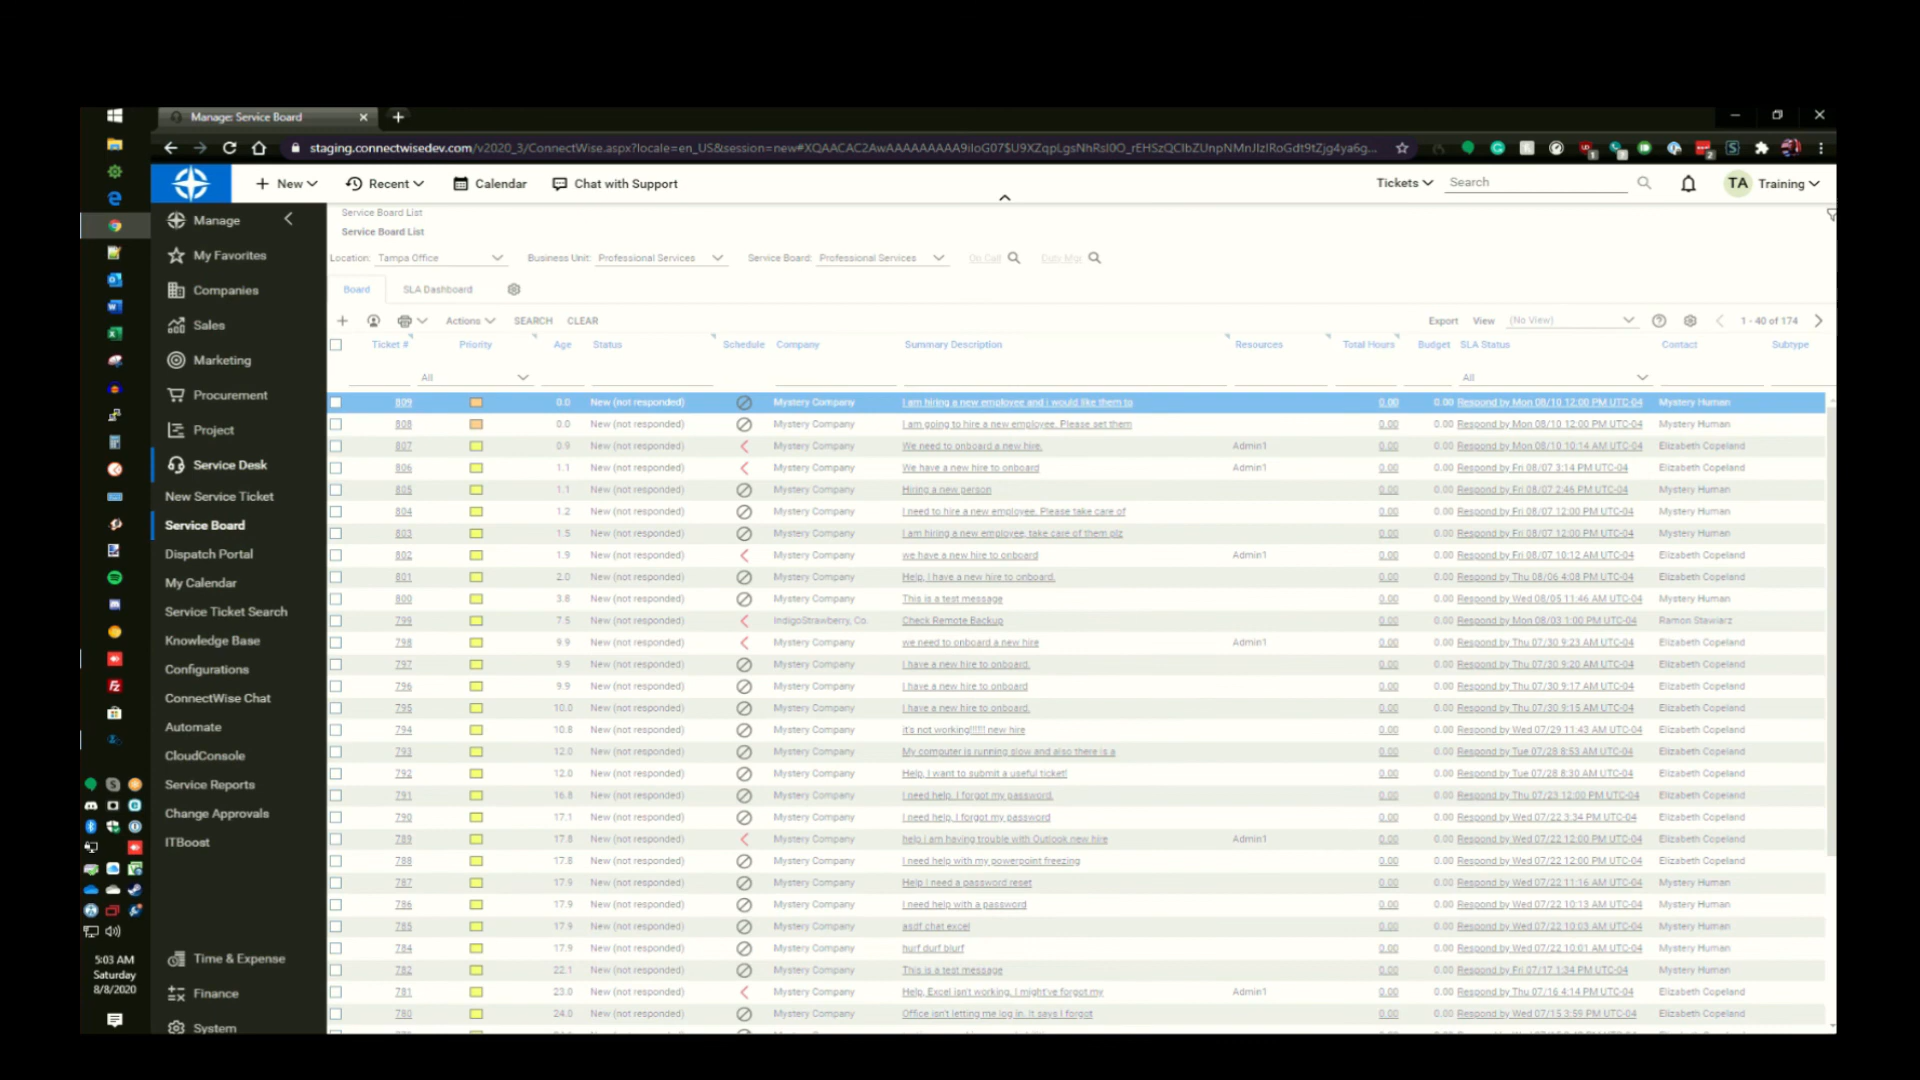 Manage: Service Board
staging.connectwisedev.com/v2020_3/ConnectWise.aspx?locale=en_US&session=new#
New
Recent
Calendar
Chat with Support
Tickets
Search
TA
Training
Manage
My Favorites
Companies
Sales
Marketing
Procurement
Project
Service Desk
New Service Ticket
Service Board
Dispatch Portal
My Calendar
Service Ticket Search
Knowledge Base
Configurations
ConnectWise Chat
Automate
CloudConsole
Service Reports
Change Approvals
ITBoost
Time & Expense
Finance
System
5:03 AM
Saturday
8/8/2020
Service Board List
Service Board List
Location: Tampa Office Business Unit: Professional Services Service Board: Professional Services On Call Duty Mgr
Board SLA Dashboard
Actions SEARCH CLEAR Export View (No View) 1 - 40 of 174
Ticket # Priority Age Status Schedule Company Summary Description Resources Total Hours Budget SLA Status Contact Subtype
All All
809 0.0 New (not responded) Mystery Company I am hiring a new employee and i would like them to 0.00 0.00 Respond by Mon 08/10 12:00 PM UTC-04 Mystery Human
808 0.0 New (not responded) Mystery Company I am going to hire a new employee. Please set them 0.00 0.00 Respond by Mon 08/10 12:00 PM UTC-04 Mystery Human
807 0.9 New (not responded) Mystery Company We need to onboard a new hire. Admin1 0.00 0.00 Respond by Mon 08/10 10:14 AM UTC-04 Elizabeth Copeland
806 1.1 New (not responded) Mystery Company We have a new hire to onboard Admin1 0.00 0.00 Respond by Fri 08/07 3:14 PM UTC-04 Elizabeth Copeland
805 1.1 New (not responded) Mystery Company Hiring a new person 0.00 0.00 Respond by Fri 08/07 2:46 PM UTC-04 Mystery Human
804 1.2 New (not responded) Mystery Company I need to hire a new employee. Please take care of 0.00 0.00 Respond by Fri 08/07 12:00 PM UTC-04 Mystery Human
803 1.5 New (not responded) Mystery Company I am hiring a new employee, take care of them plz 0.00 0.00 Respond by Fri 08/07 12:00 PM UTC-04 Mystery Human
802 1.9 New (not responded) Mystery Company we have a new hire to onboard Admin1 0.00 0.00 Respond by Fri 08/07 10:12 AM UTC-04 Elizabeth Copeland
801 2.0 New (not responded) Mystery Company Help, I have a new hire to onboard. 0.00 0.00 Respond by Thu 08/06 4:08 PM UTC-04 Elizabeth Copeland
800 3.8 New (not responded) Mystery Company This is a test message 0.00 0.00 Respond by Wed 08/05 11:46 AM UTC-04 Mystery Human
799 7.5 New (not responded) IndigoStrawberry, Co. Check Remote Backup 0.00 0.00 Respond by Mon 08/03 1:00 PM UTC-04 Ramon Stawiarz
798 9.9 New (not responded) Mystery Company we need to onboard a new hire Admin1 0.00 0.00 Respond by Thu 07/30 9:23 AM UTC-04 Elizabeth Copeland
797 9.9 New (not responded) Mystery Company I have a new hire to onboard. 0.00 0.00 Respond by Thu 07/30 9:20 AM UTC-04 Elizabeth Copeland
796 9.9 New (not responded) Mystery Company I have a new hire to onboard 0.00 0.00 Respond by Thu 07/30 9:17 AM UTC-04 Elizabeth Copeland
795 10.0 New (not responded) Mystery Company I have a new hire to onboard. 0.00 0.00 Respond by Thu 07/30 9:15 AM UTC-04 Elizabeth Copeland
794 10.8 New (not responded) Mystery Company it's not working!!!!! new hire 0.00 0.00 Respond by Wed 07/29 11:43 AM UTC-04 Elizabeth Copeland
793 12.0 New (not responded) Mystery Company My computer is running slow and also there is a 0.00 0.00 Respond by Tue 07/28 8:53 AM UTC-04 Elizabeth Copeland
792 12.0 New (not responded) Mystery Company Help, I want to submit a useful ticket! 0.00 0.00 Respond by Tue 07/28 8:30 AM UTC-04 Elizabeth Copeland
791 16.8 New (not responded) Mystery Company I need help, I forgot my password. 0.00 0.00 Respond by Thu 07/23 12:00 PM UTC-04 Elizabeth Copeland
790 17.1 New (not responded) Mystery Company I need help, I forgot my password 0.00 0.00 Respond by Wed 07/22 3:34 PM UTC-04 Elizabeth Copeland
789 17.8 New (not responded) Mystery Company help i am having trouble with Outlook new hire Admin1 0.00 0.00 Respond by Wed 07/22 12:00 PM UTC-04 Elizabeth Copeland
788 17.8 New (not responded) Mystery Company I need help with my powerpoint freezing 0.00 0.00 Respond by Wed 07/22 12:00 PM UTC-04 Elizabeth Copeland
787 17.9 New (not responded) Mystery Company Help I need a password reset 0.00 0.00 Respond by Wed 07/22 11:16 AM UTC-04 Mystery Human
786 17.9 New (not responded) Mystery Company I need help with a password 0.00 0.00 Respond by Wed 07/22 10:13 AM UTC-04 Mystery Human
785 17.9 New (not responded) Mystery Company asdf chat excel 0.00 0.00 Respond by Wed 07/22 10:03 AM UTC-04 Mystery Human
784 17.9 New (not responded) Mystery Company hurf durf blurf 0.00 0.00 Respond by Wed 07/22 10:01 AM UTC-04 Mystery Human
782 22.1 New (not responded) Mystery Company This is a test message 0.00 0.00 Respond by Fri 07/17 1:34 PM UTC-04 Mystery Human
781 23.0 New (not responded) Mystery Company Help, Excel isn't working, I might've forgot my Admin1 0.00 0.00 Respond by Thu 07/16 4:14 PM UTC-04 Elizabeth Copeland
780 24.0 New (not responded) Mystery Company Office isn't letting me log in. It says I forgot 0.00 0.00 Respond by Wed 07/15 3:59 PM UTC-04 Elizabeth Copeland